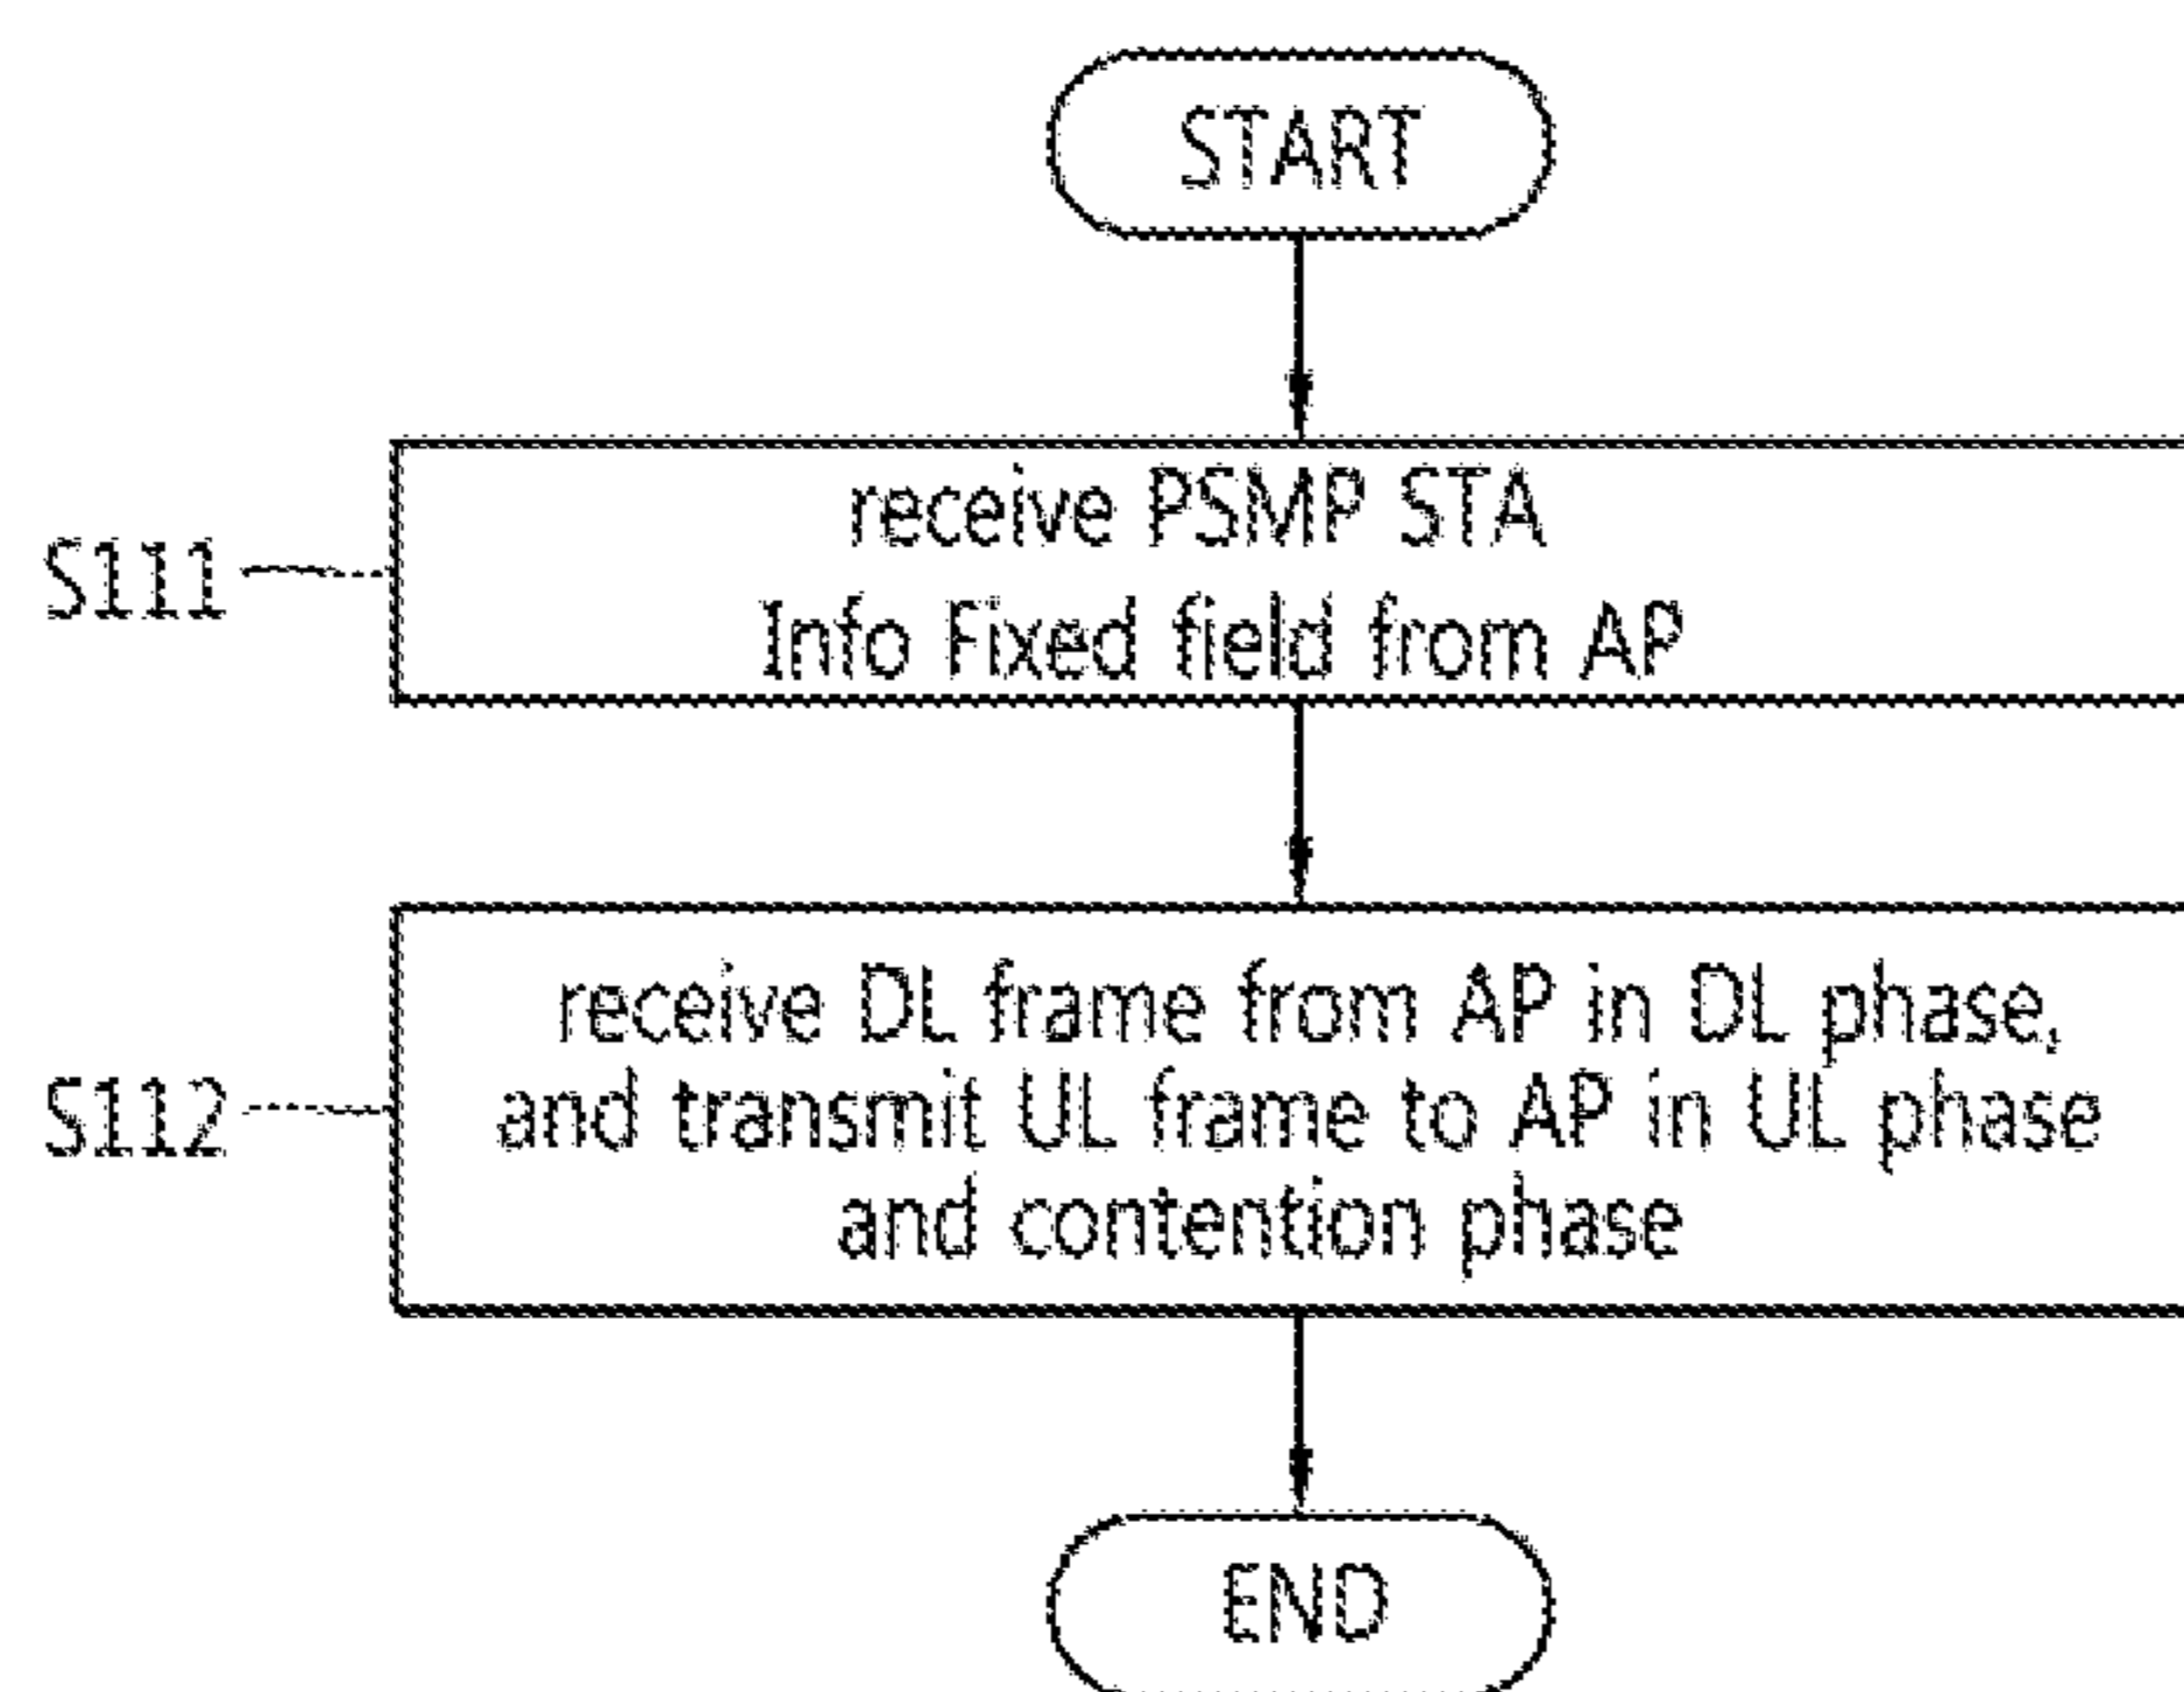 START
S111
receive PSMP STA
Info Fixed field from AP
S112
receive DL frame from AP in DL phase,
and transmit UL frame to AP in UL phase
and contention phase
END